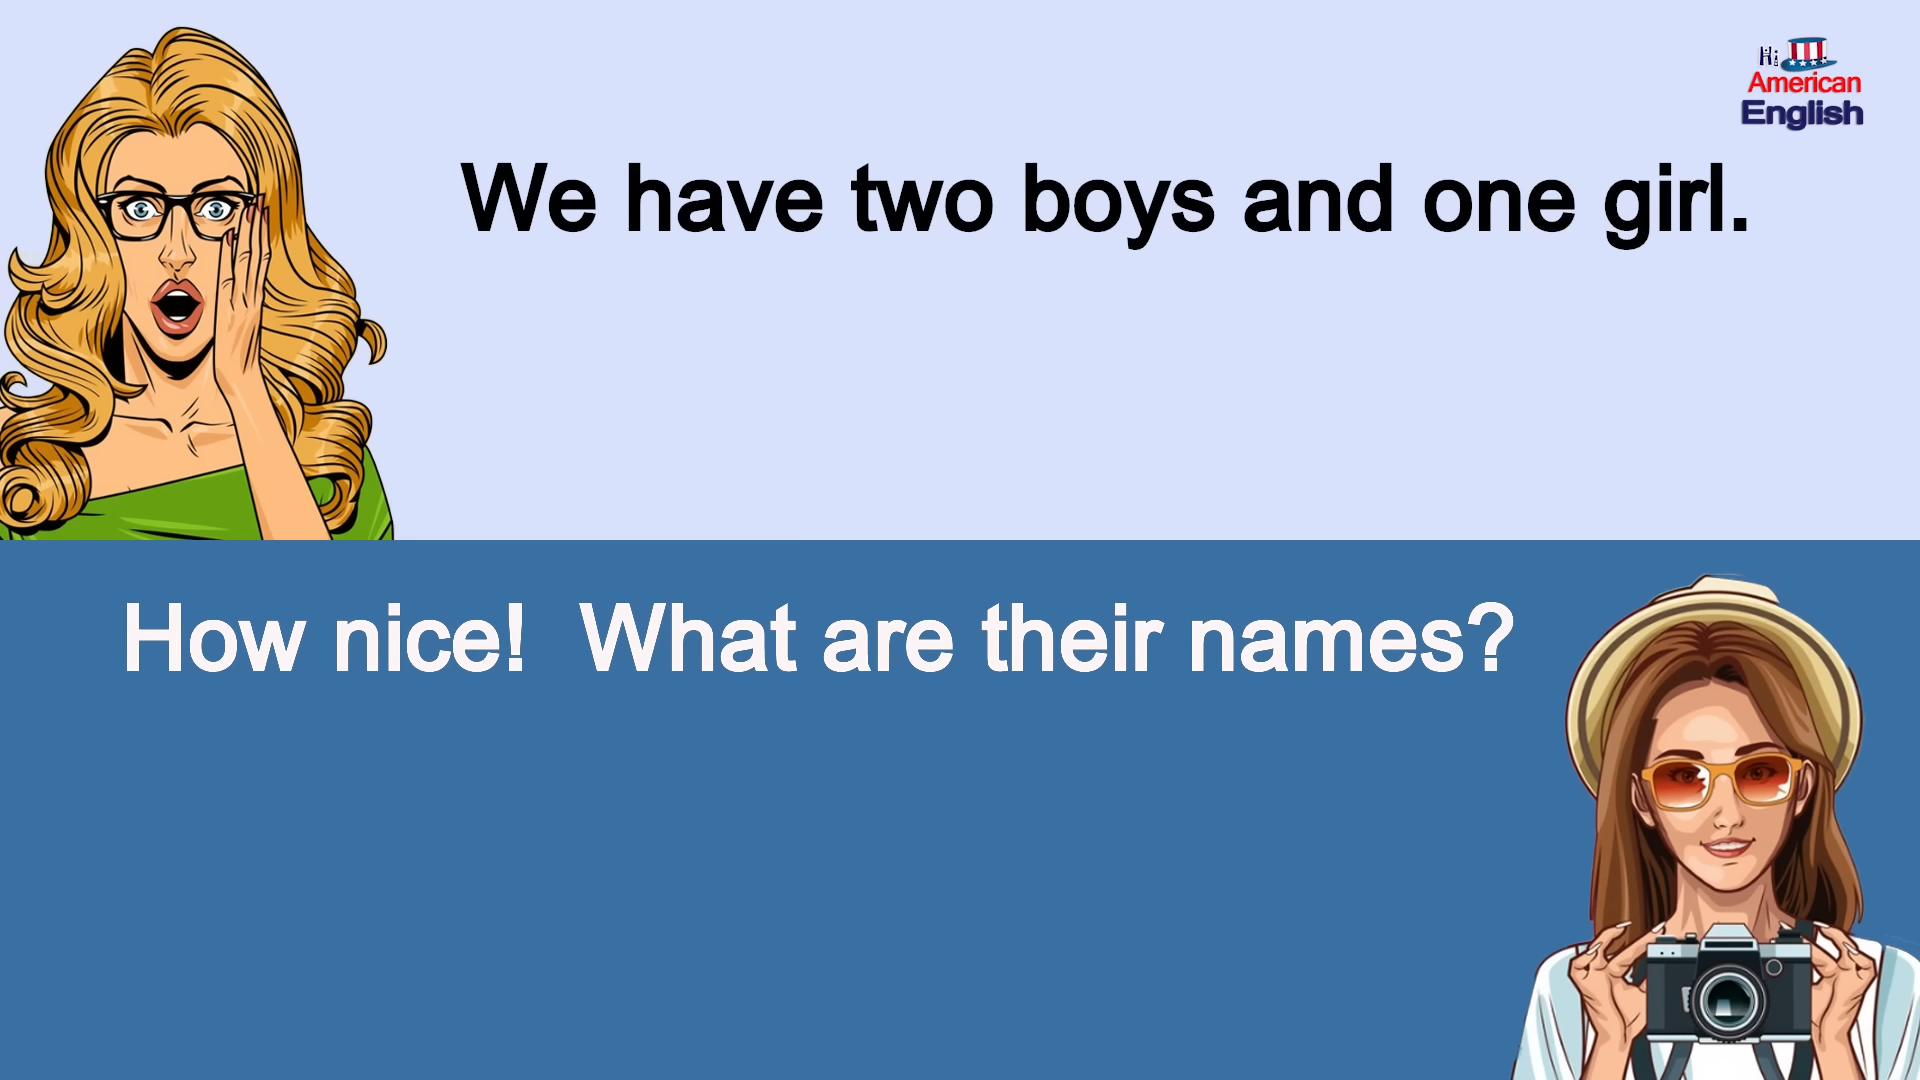 Hi
American
English
We have two boys and one girl.
How nice!  What are their names?